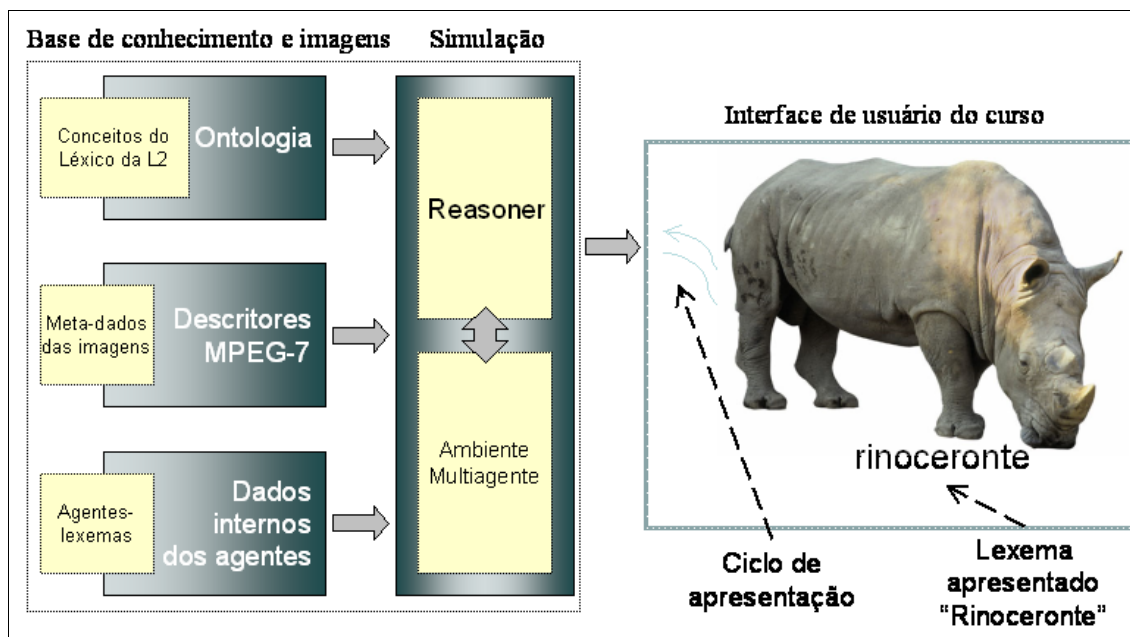 Base de conhecimento e imagens
Simulação
Conceitos do
Léxico da L2
Ontologia
Meta-dados
das imagens
Descritores
MPEG-7
Agentes-
lexemas
Dados
internos
dos agentes
Reasoner
Ambiente
Multiagente
Interface de usuário do curso
rinoceronte
Ciclo de
apresentação
Lexema
apresentado
“Rinoceronte”